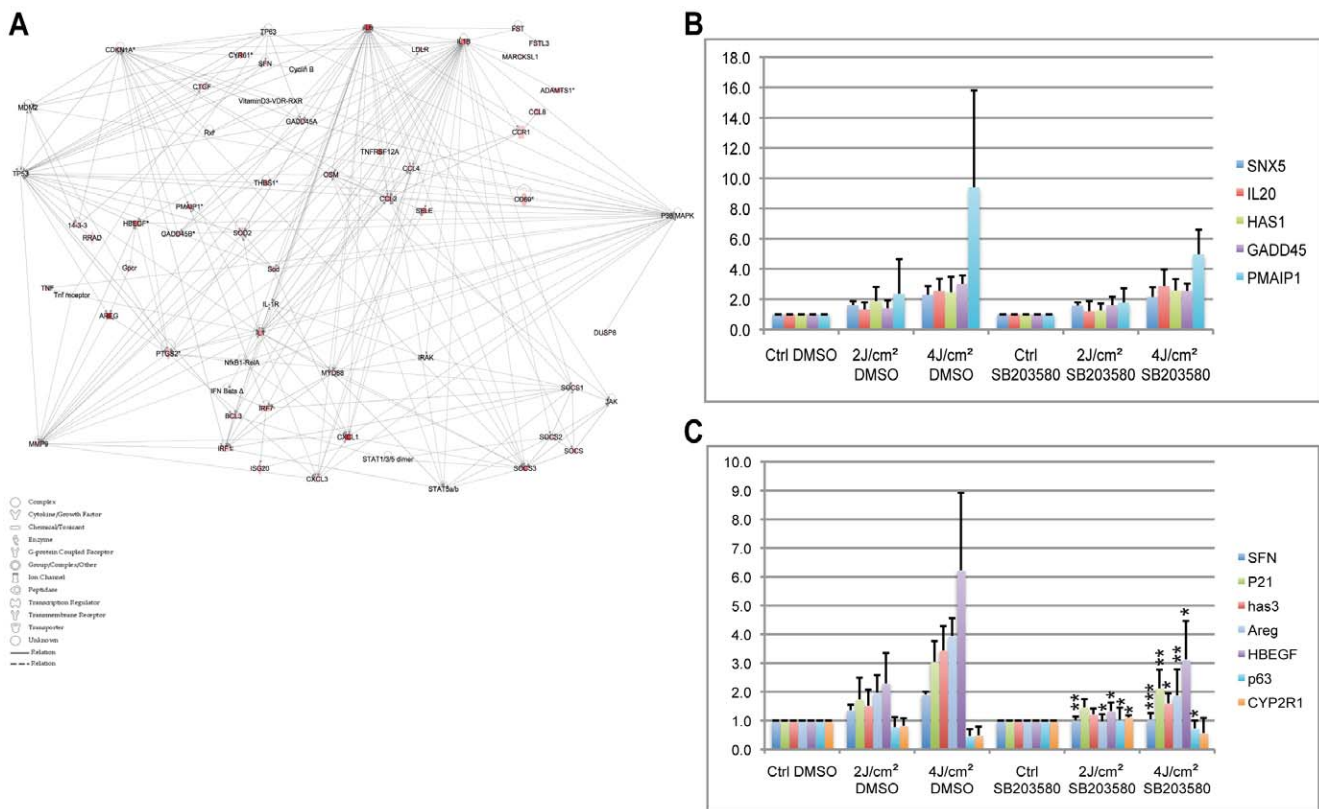 A
TP63
IL1B
FST
FSTL3
CDKN1A*
CYR61*
SFN
LDLR
MARCKSL1
Cyclin B
CTGF
ADAMTS1*
MDM2
VitaminD3-VDR-RXR
CCL8
GADD45A
CCR1
Rxr
TNFRSF12A
TP53
OSM
CCL4
THBS1*
CCL2
CD69*
PMAIP1*
SELE
P38 MAPK
14-3-3
HBEGF*
RRAD
GADD45B*
SOD2
Gpcr
Sod
TNF
Tnf receptor
IL-1R
AREG
IL1
DUSP6
PTGS2*
NfkB1-RelA
IRAK
MYD88
IFN Beta Δ
SOCS1
JAK
BCL3
IRF7
MMP9
IRF1
CXCL1
SOCS2
SOCS
ISG20
STAT1/3/5 dimer
SOCS3
CXCL3
STAT5a/b
Complex
Cytokine/Growth Factor
Chemical/Toxicant
Enzyme
G-protein Coupled Receptor
Group/Complex/Other
Ion Channel
Peptidase
Transcription Regulator
Transmembrane Receptor
Transporter
Unknown
Relation
Relation
B
18.0
16.0
14.0
12.0
10.0
8.0
6.0
4.0
2.0
0.0
Ctrl DMSO
2J/cm²
DMSO
4J/cm²
DMSO
Ctrl
SB203580
2J/cm²
SB203580
4J/cm²
SB203580
SNX5
IL20
HAS1
GADD45
PMAIP1
C
10.0
9.0
8.0
7.0
6.0
5.0
4.0
3.0
2.0
1.0
0.0
**
*
*
*
**
***
**
*
**
*
*
Ctrl DMSO
2J/cm²
DMSO
4J/cm²
DMSO
Ctrl
SB203580
2J/cm²
SB203580
4J/cm²
SB203580
SFN
P21
has3
Areg
HBEGF
p63
CYP2R1